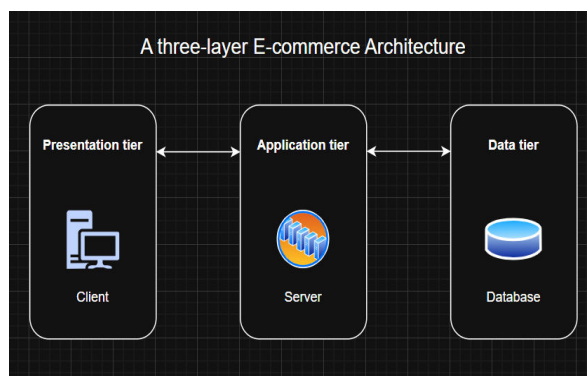 A three-layer E-commerce Architecture
Presentation tier
Application tier
Data tier
Client
Server
Database